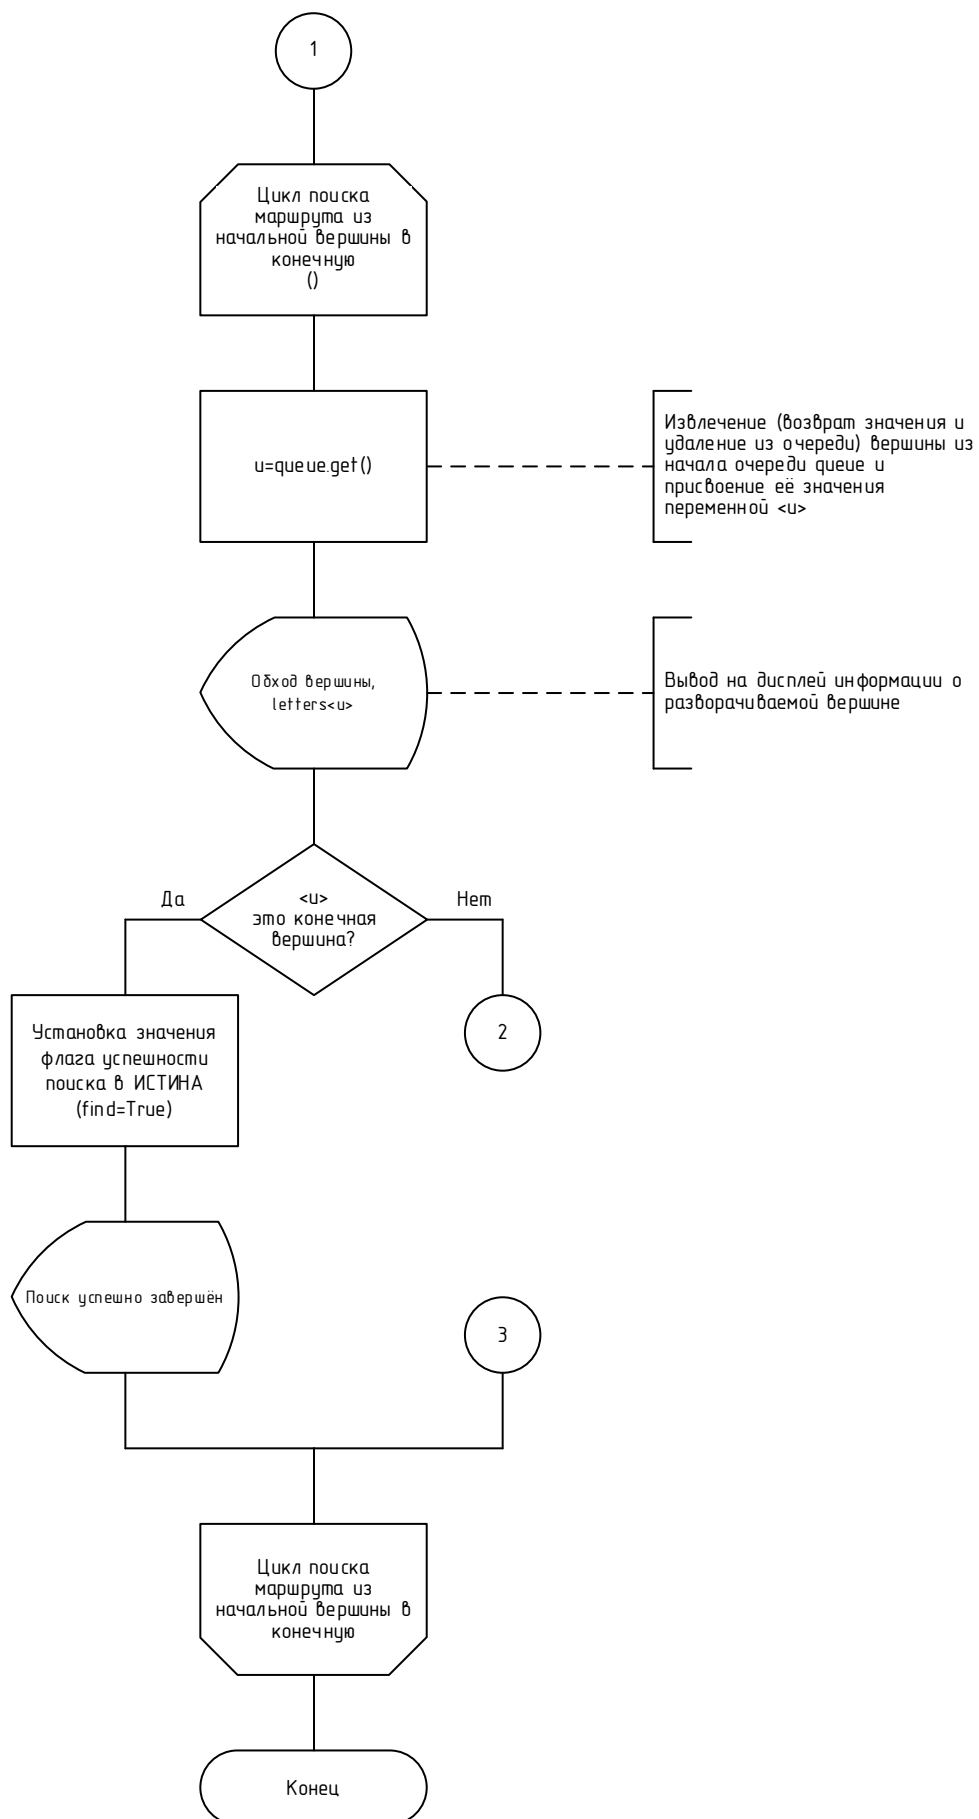 1
Цикл поиска
маршрута из
начальной вершины в
конечную
()
u=queue.get()
Извлечение (возврат значения и
удаление из очереди) вершины из
начала очереди queue и
присвоение её значения
переменной <u>
Обход вершины,
letters<u>
Вывод на дисплей информации о
разворачиваемой вершине
Да
<u>
это конечная
вершина?
Нет
Установка значения
флага успешности
поиска в ИСТИНА
(find=True)
2
Поиск успешно завершён
3
Цикл поиска
маршрута из
начальной вершины в
конечную
Конец